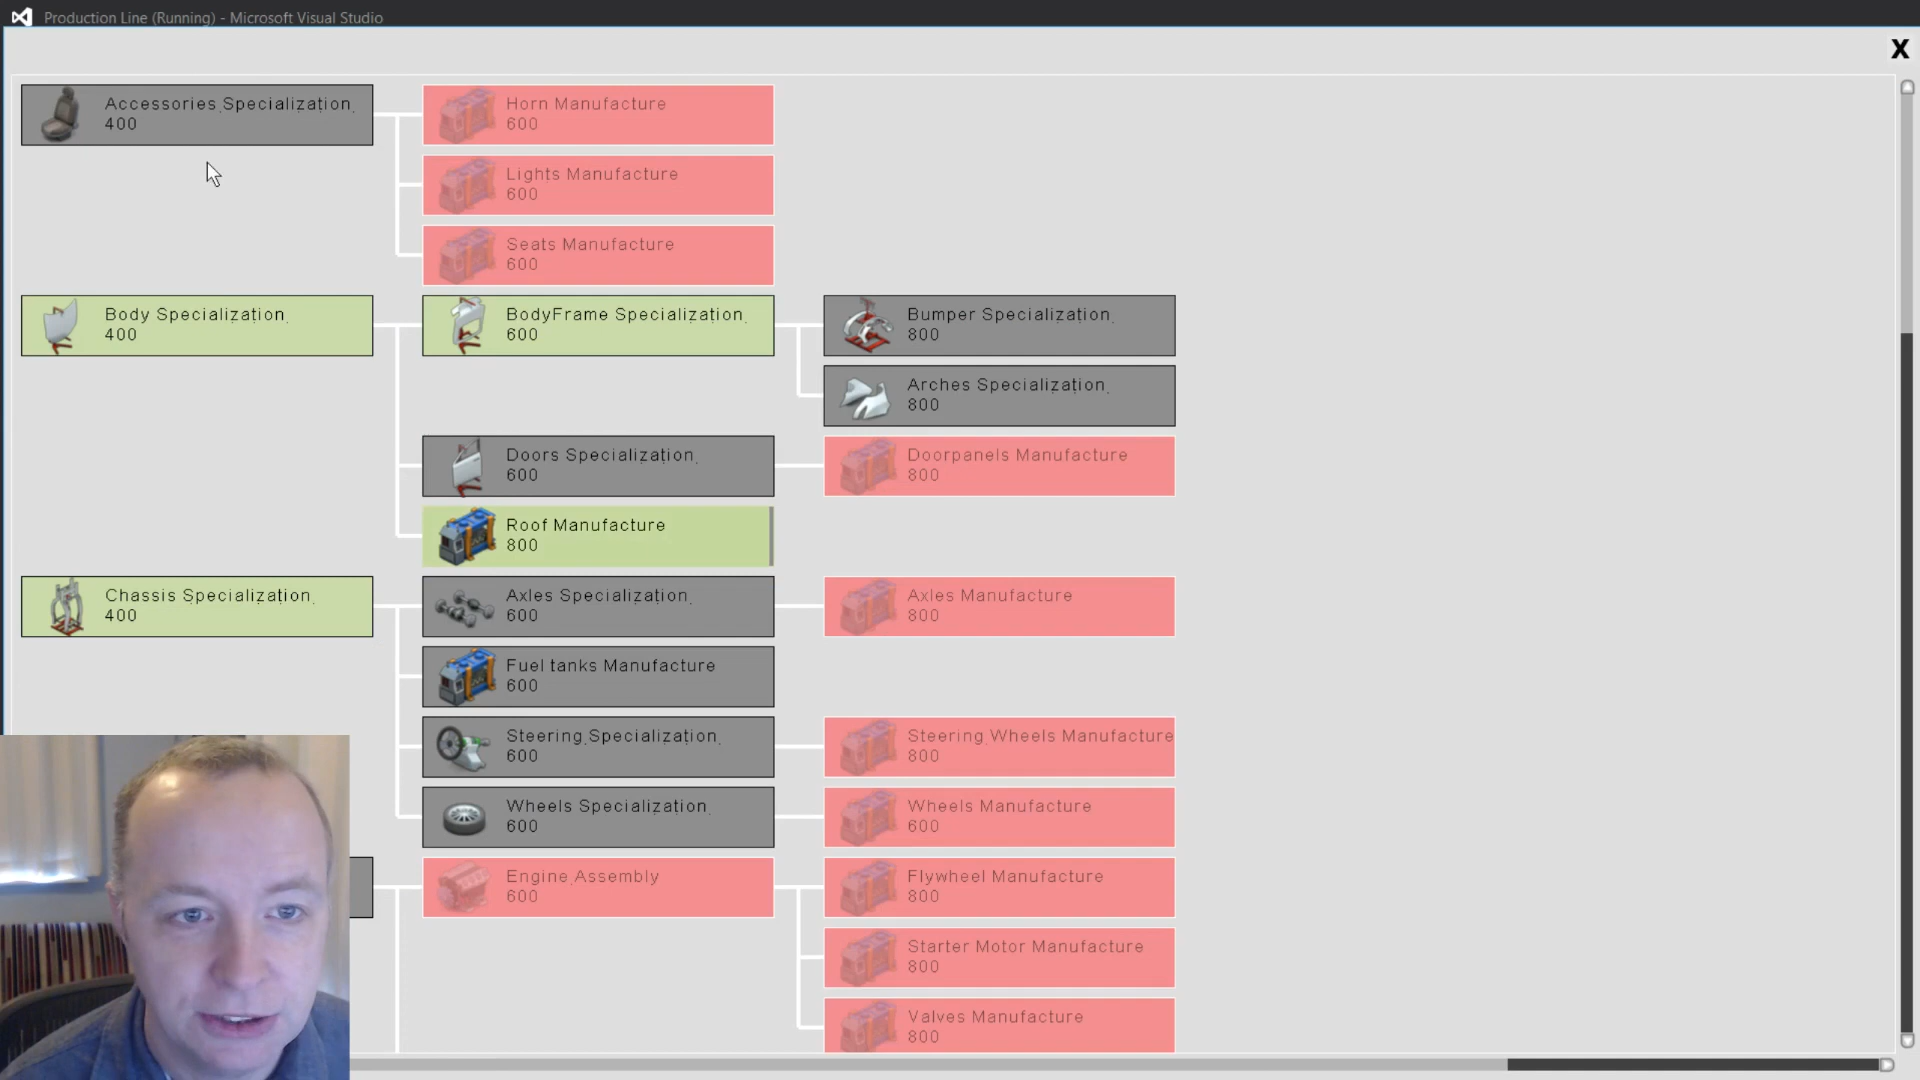 Production Line (Running) - Microsoft Visual Studio
X
Accessories Specialization
400
Horn Manufacture
600
Lights Manufacture
600
Seats Manufacture
600
Body Specialization
400
BodyFrame Specialization
600
Bumper Specialization
800
Arches Specialization
800
Doors Specialization
600
Doorpanels Manufacture
800
Roof Manufacture
800
Chassis Specialization
400
Axles Specialization
600
Axles Manufacture
800
Fuel tanks Manufacture
600
Steering Specialization
600
Steering Wheels Manufacture
800
Wheels Specialization
600
Wheels Manufacture
600
Engine Assembly
600
Flywheel Manufacture
800
Starter Motor Manufacture
800
Valves Manufacture
800